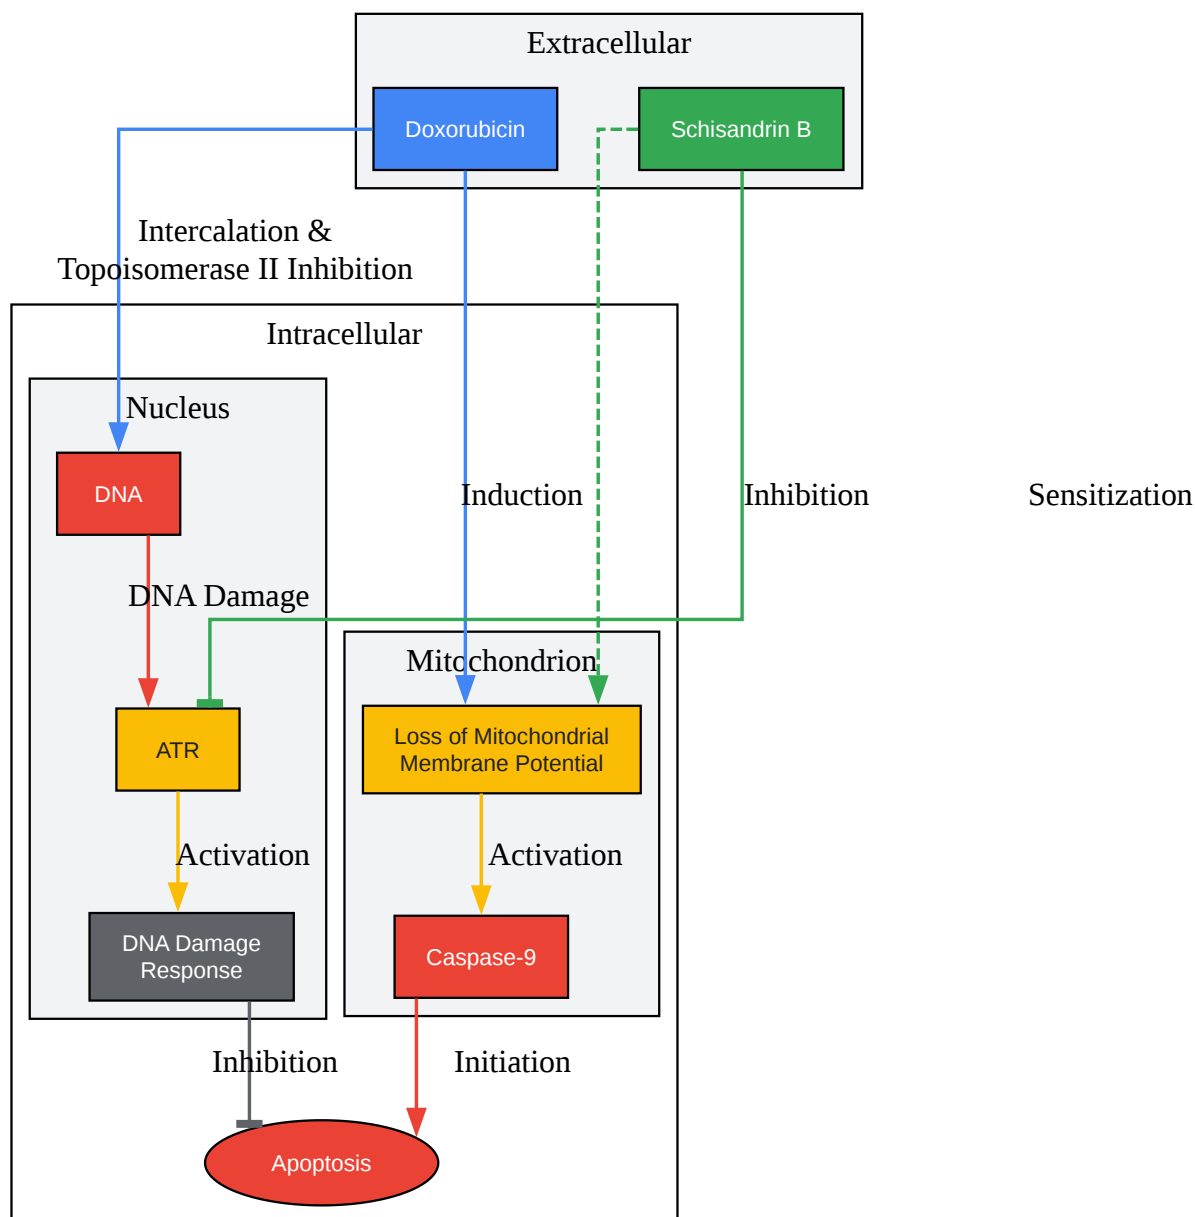 Extracellular
Doxorubicin
Schisandrin B
Intercalation &
Topoisomerase II Inhibition
Intracellular
Nucleus
DNA
Induction
Inhibition
Sensitization
DNA Damage
Mitochondrion
ATR
Loss of Mitochondrial
Membrane Potential
Activation
Activation
DNA Damage
Response
Caspase-9
Inhibition
Initiation
Apoptosis